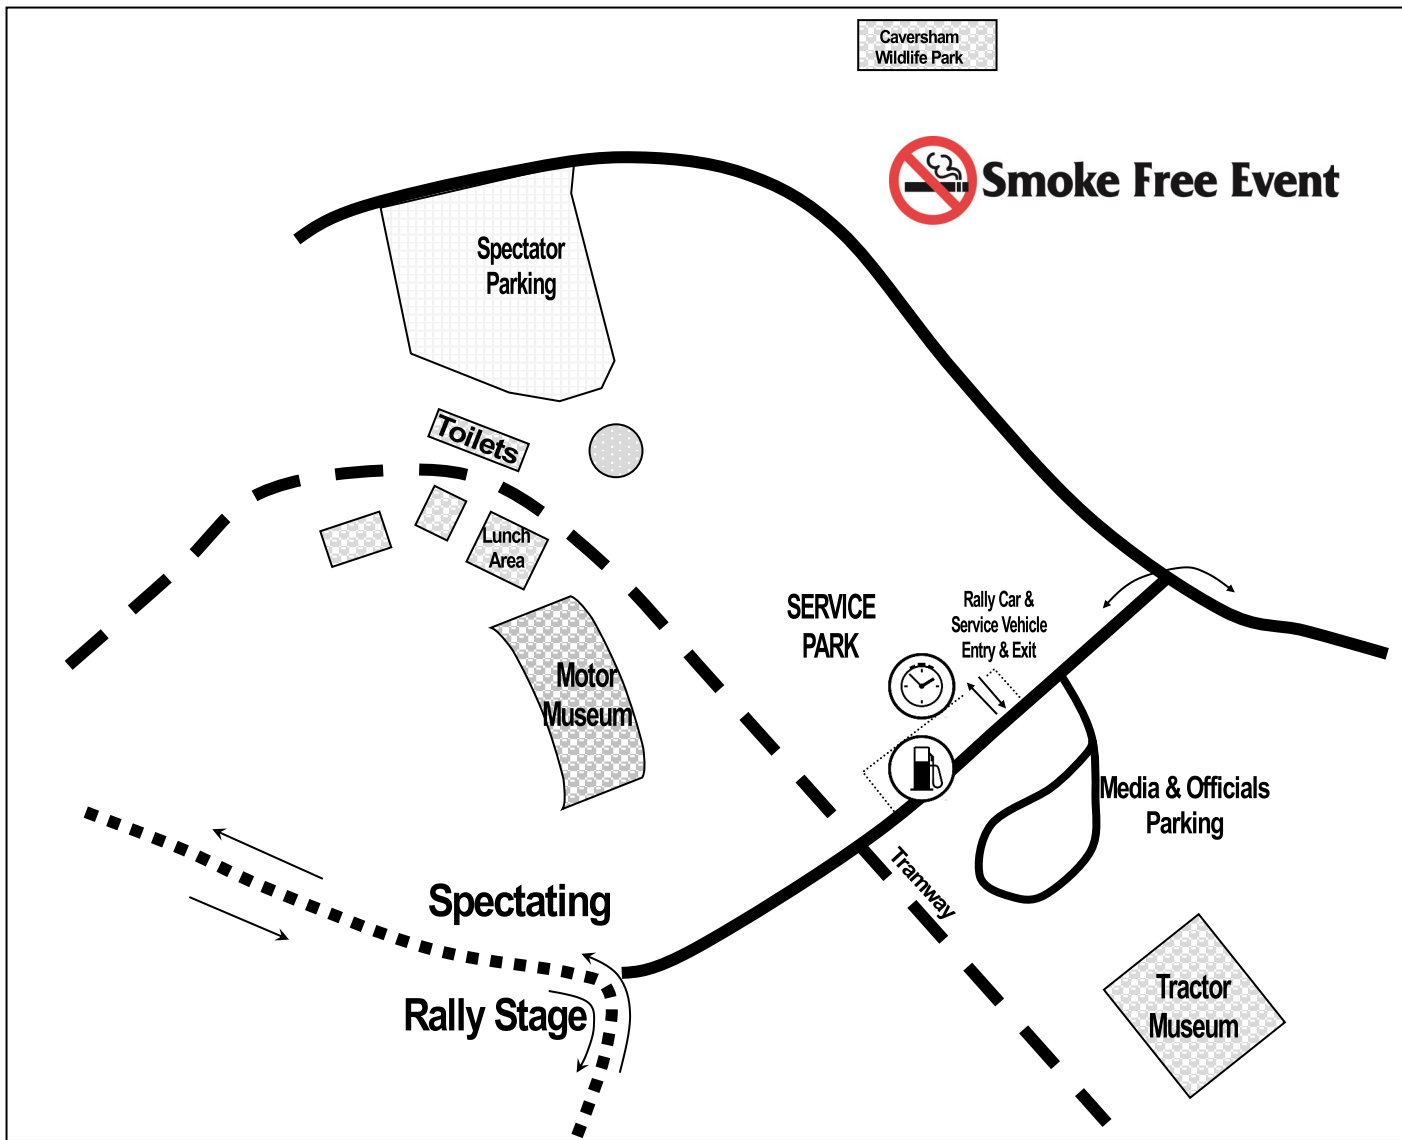 Caversham
Wildlife Park
Smoke Free Event
Spectator
Parking
Toilets
Lunch
Area
SERVICE
PARK
Rally Car &
Service Vehicle
Entry & Exit
Motor
Museum
Media & Officials
Parking
Tramway
Spectating
Rally Stage
Tractor
Museum